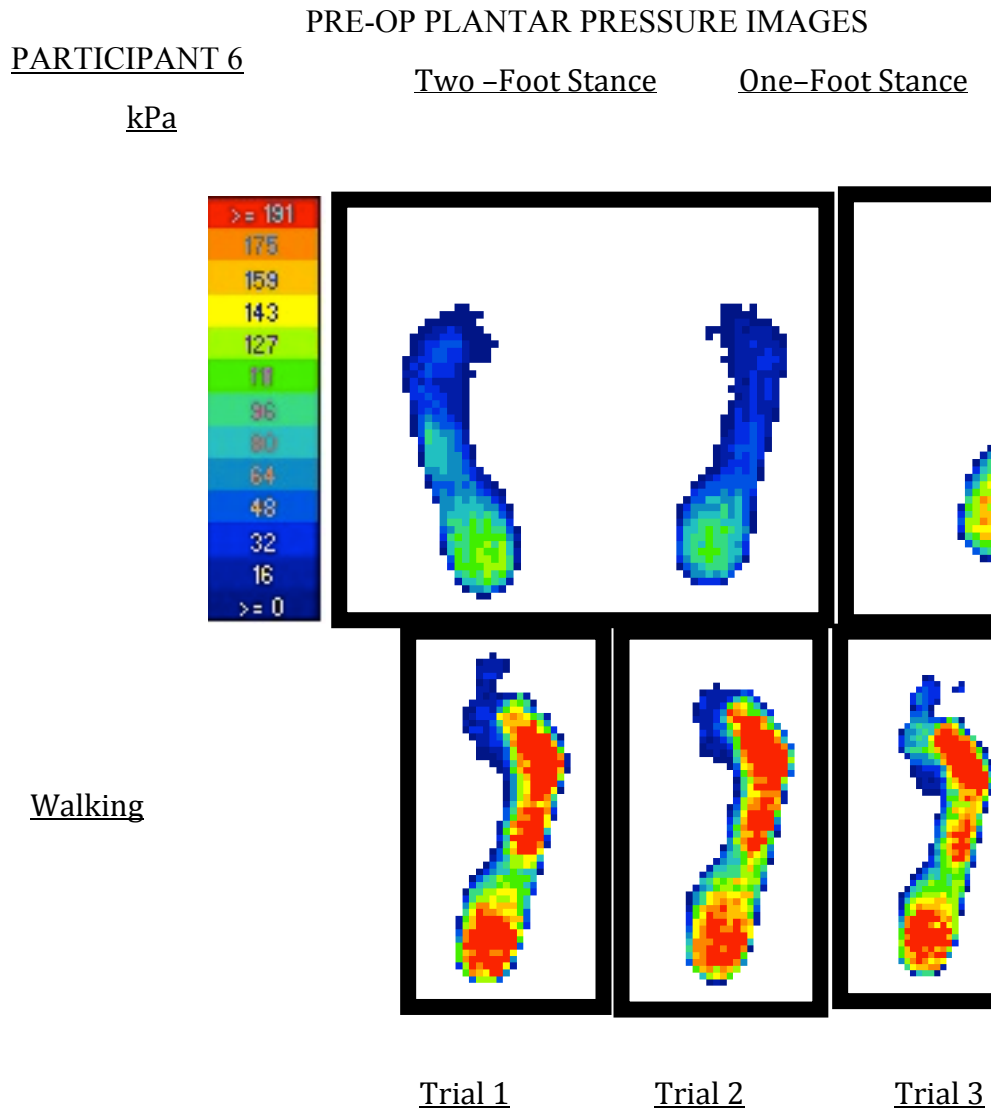 PRE-OP PLANTAR PRESSURE IMAGES
PARTICIPANT 6
Two –Foot Stance
One–Foot Stance
kPa
>= 191
175
159
143
127
111
96
80
64
48
32
16
>= 0
Walking
Trial 1
Trial 2
Trial 3